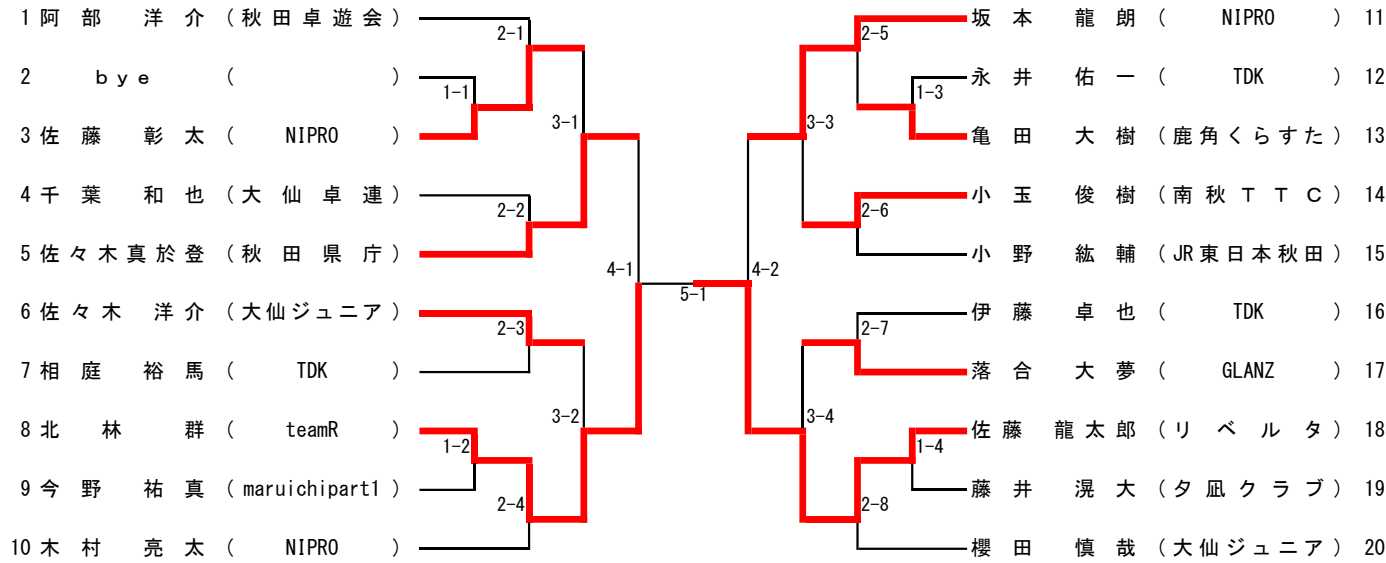 1 阿部 洋介 (秋田卓遊会)
2 bye ( )
3 佐藤 彰太 ( NIPRO )
4 千葉 和也 (大仙卓連)
5 佐々木真於登 (秋田県庁)
6 佐々木 洋介 (大仙ジュニア)
7 相庭 裕馬 ( TDK )
8 北林 群 ( teamR )
9 今野 祐真 ( maruichipart1 )
10 木村 亮太 ( NIPRO )
2-1
1-1
3-1
2-2
4-1
2-3
3-2
1-2
2-4
5-1
2-5
1-3
3-3
2-6
4-2
2-7
3-4
1-4
2-8
坂本 龍朗 ( NIPRO ) 11
永井 佑一 ( TDK ) 12
亀田 大樹 (鹿角くらすた) 13
小玉 俊樹 (南秋TTC) 14
小野 紘輔 (JR東日本秋田) 15
伊藤 卓也 ( TDK ) 16
落合 大夢 ( GLANZ ) 17
佐藤 龍太郎 (リベルタ) 18
藤井 滉大 (夕凪クラブ) 19
櫻田 慎哉 (大仙ジュニア) 20